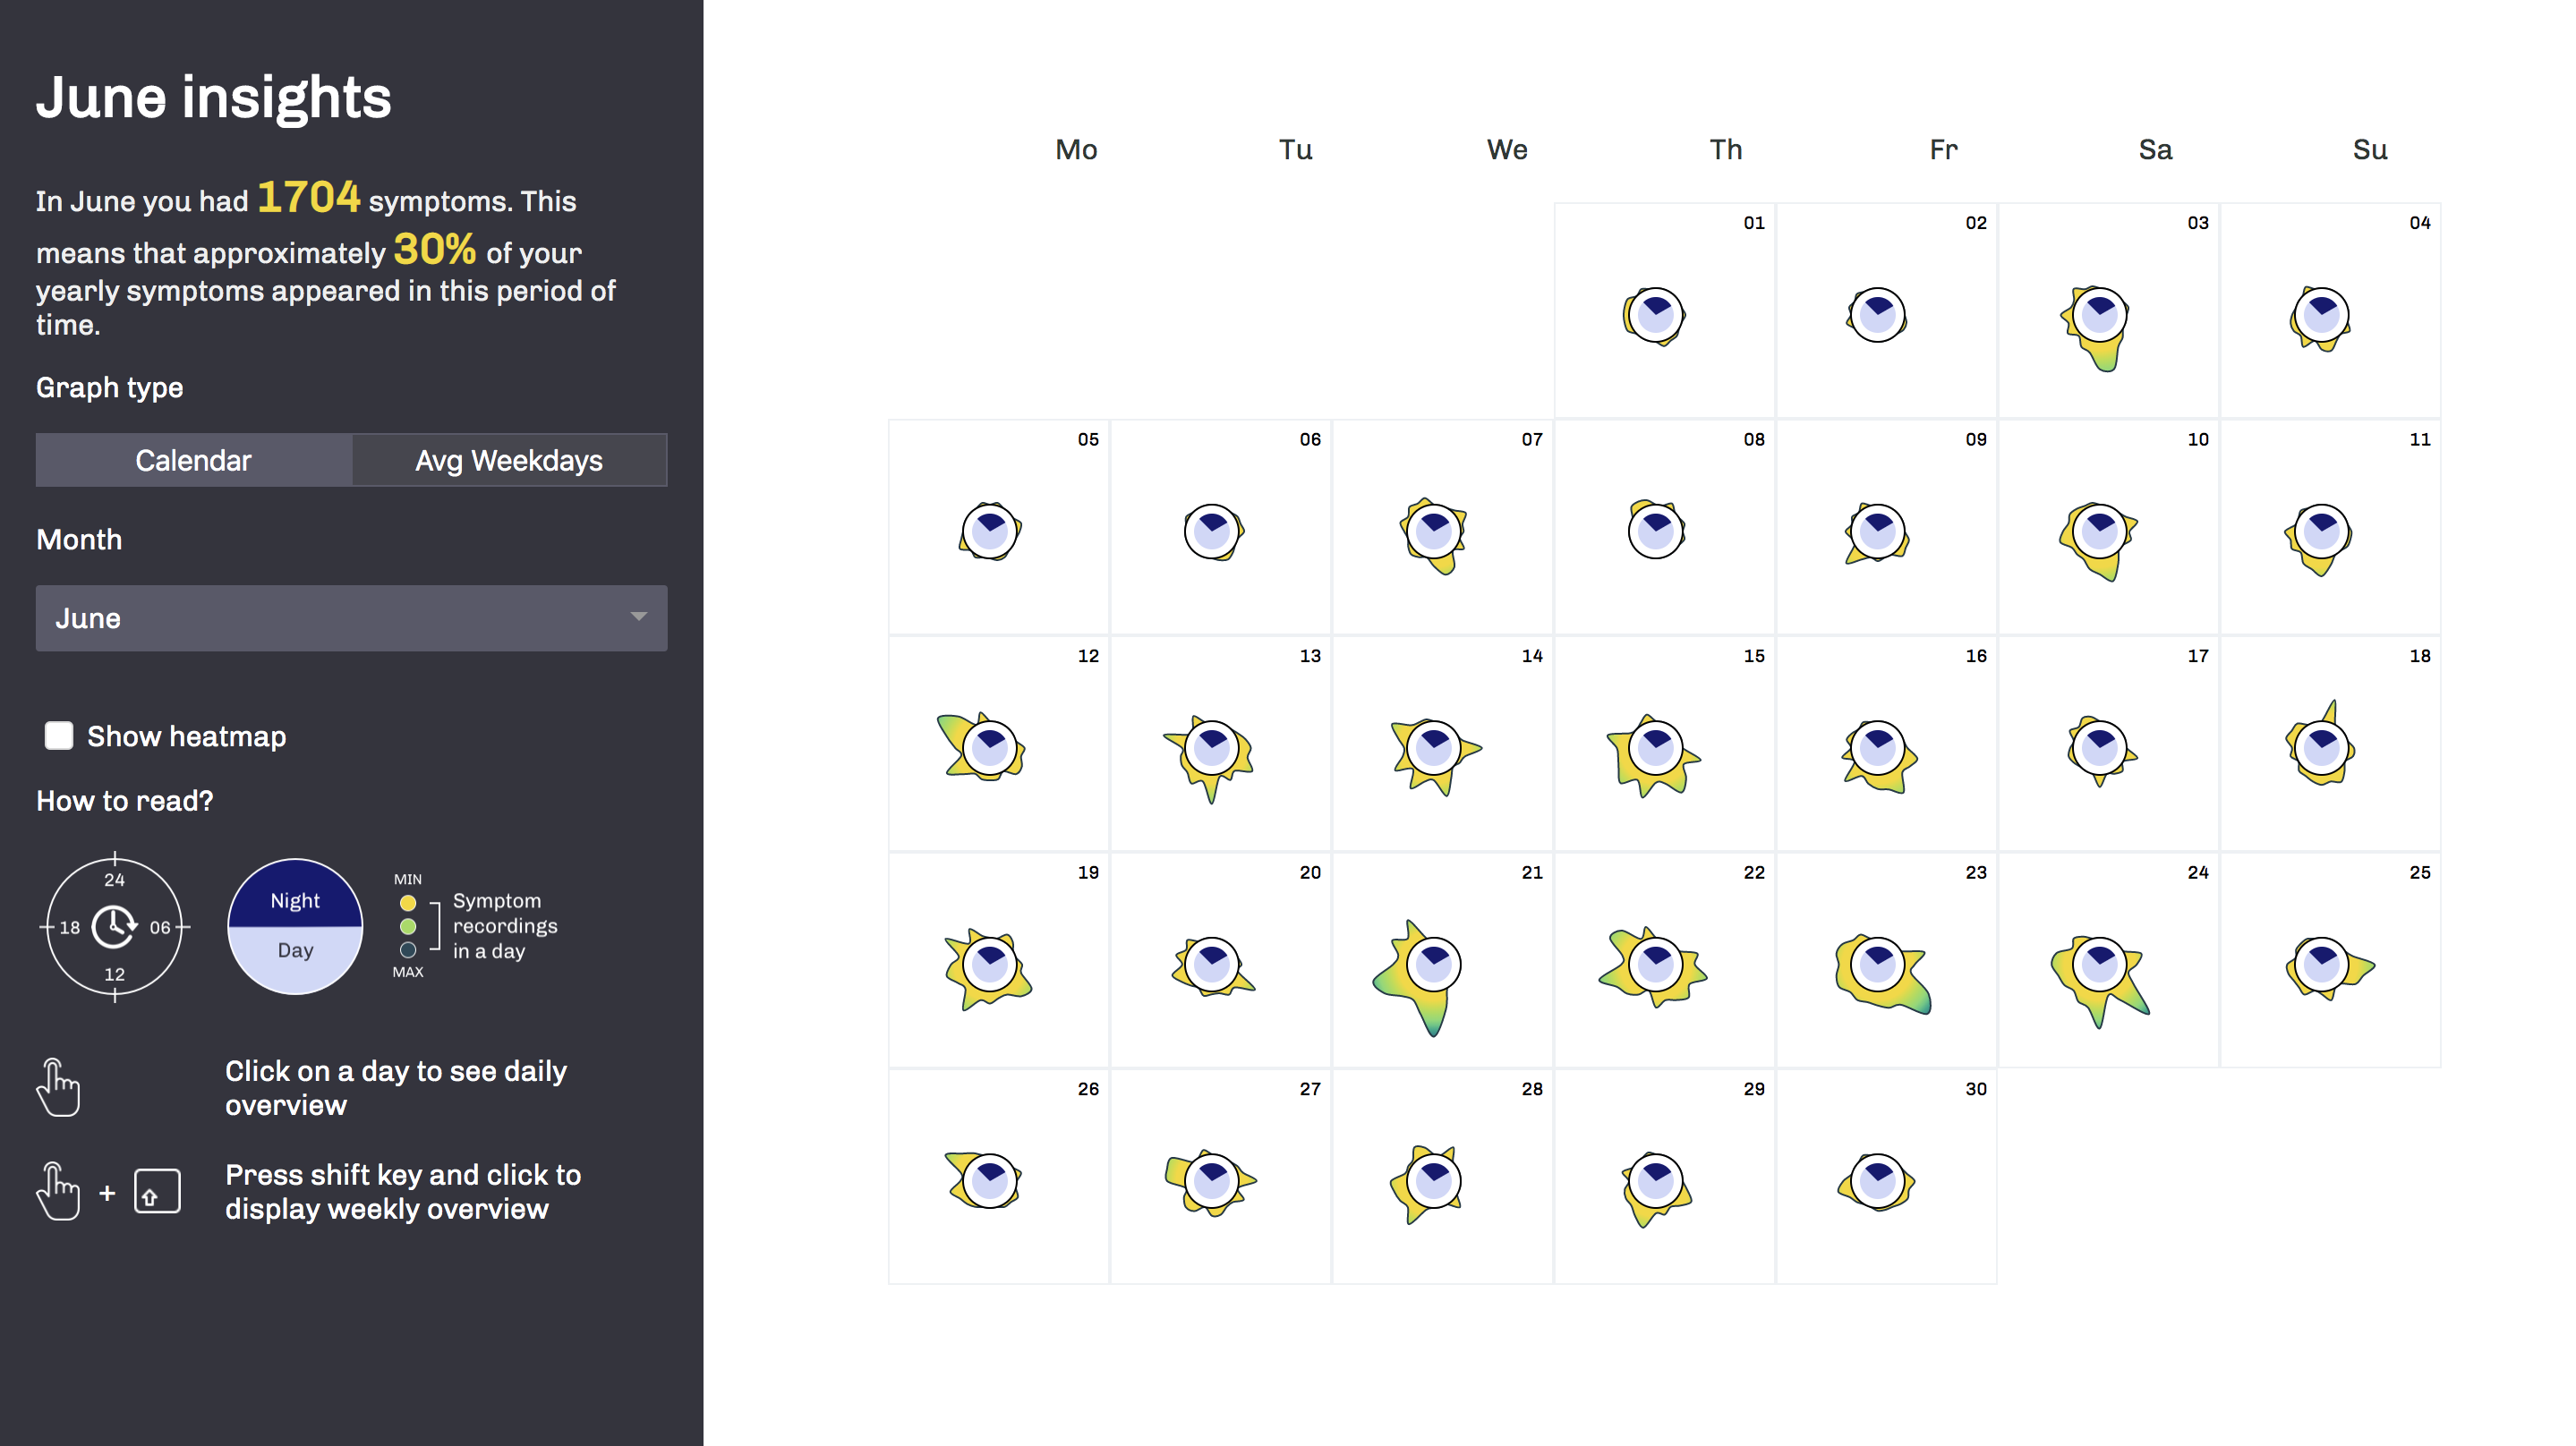 June insights
In June you had 1704 symptoms. This
means that approximately 30% of your
yearly symptoms appeared in this period of
time.
Graph type
Calendar
Avg Weekdays
Month
June
Show heatmap
How to read?
24
18
06
12
Night
Day
MIN
MAX
Symptom
recordings
in a day
Click on a day to see daily
overview
+
Press shift key and click to
display weekly overview
Mo Tu We Th Fr Sa Su
01 02 03 04
05 06 07 08 09 10 11
12 13 14 15 16 17 18
19 20 21 22 23 24 25
26 27 28 29 30